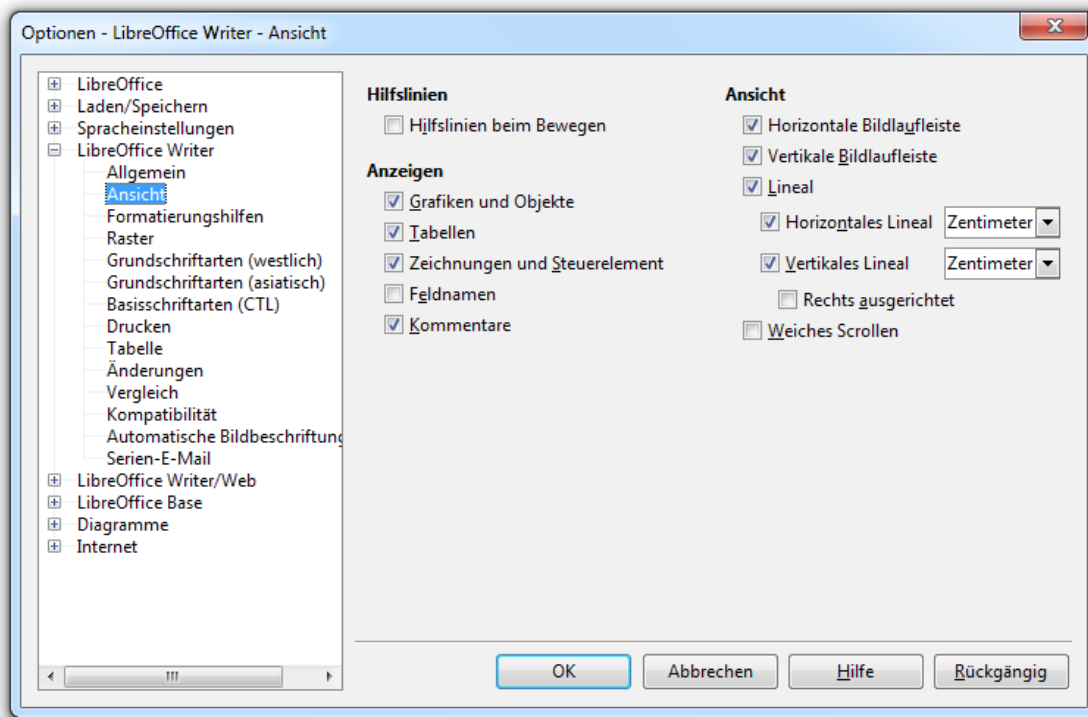 Optionen - LibreOffice Writer - Ansicht
LibreOffice
Laden/Speichern
Spracheinstellungen
LibreOffice Writer
Allgemein
Ansicht
Formatierungshilfen
Raster
Grundschriftarten (westlich)
Grundschriftarten (asiatisch)
Basisschriftarten (CTL)
Drucken
Tabelle
Änderungen
Vergleich
Kompatibilität
Automatische Bildbeschriftung
Serien-E-Mail
LibreOffice Writer/Web
LibreOffice Base
Diagramme
Internet
Hilfslinien
Hilfslinien beim Bewegen
Anzeigen
Grafiken und Objekte
Tabellen
Zeichnungen und Steuerelement
Feldnamen
Kommentare
Ansicht
Horizontale Bildlaufleiste
Vertikale Bildlaufleiste
Lineal
Horizontales Lineal Zentimeter
Vertikales Lineal Zentimeter
Rechts ausgerichtet
Weiches Scrollen
OK Abbrechen Hilfe Rückgängig